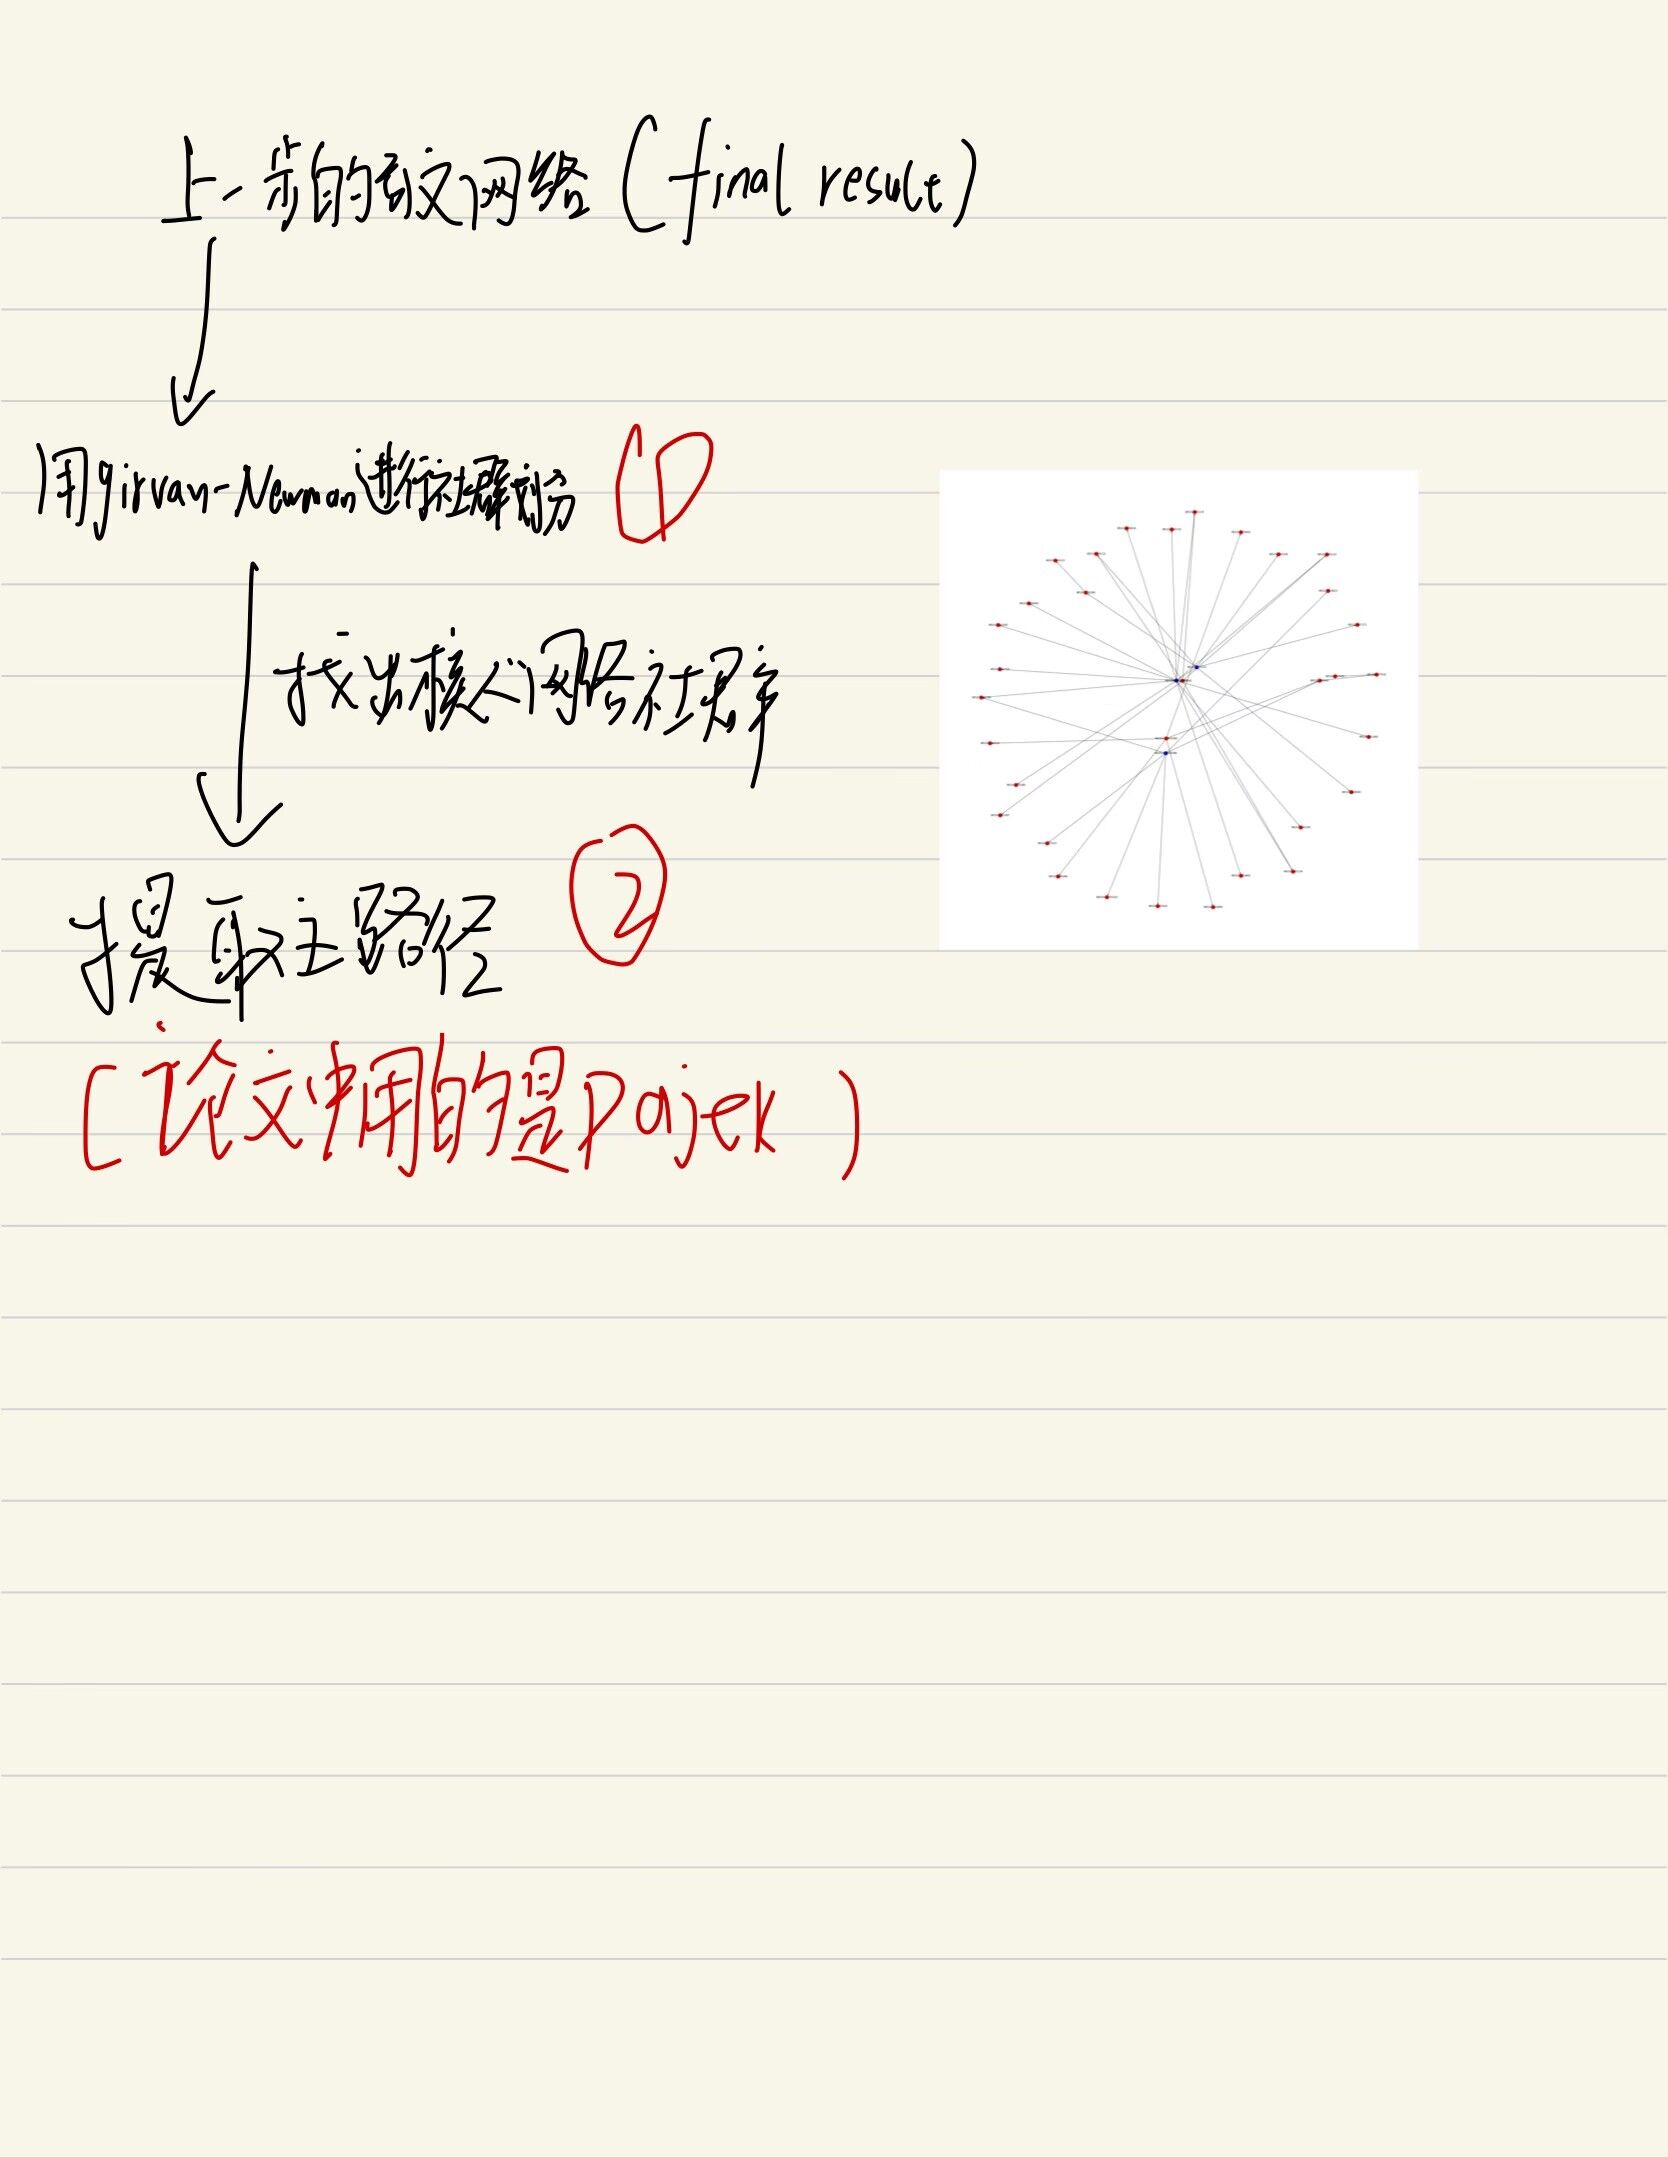 上一步的引文网络(final result)
用girvan-Newman进行社群划分 ①
找出核心网络社群
提取主路径 ②
(论文中用的是Pajek)